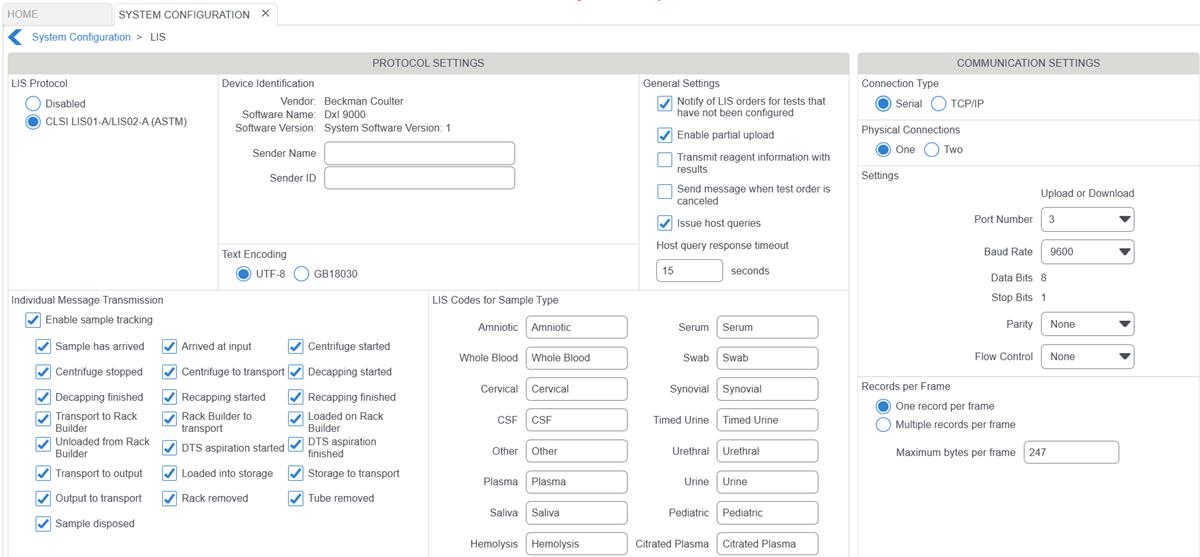 HOME
SYSTEM CONFIGURATION ×
System Configuration > LIS
PROTOCOL SETTINGS
LIS Protocol
Disabled
CLSI LIS01-A/LIS02-A (ASTM)
Device Identification
Vendor: Beckman Coulter
Software Name: DxI 9000
Software Version: System Software Version: 1
Sender Name
Sender ID
Text Encoding
UTF-8 GB18030
General Settings
Notify of LIS orders for tests that
have not been configured
Enable partial upload
Transmit reagent information with
results
Send message when test order is
canceled
Issue host queries
Host query response timeout
15 seconds
Individual Message Transmission
Enable sample tracking
Sample has arrived Arrived at input Centrifuge started
Centrifuge stopped Centrifuge to transport Decapping started
Decapping finished Recapping started Recapping finished
Transport to Rack
Builder
Rack Builder to
transport
Loaded on Rack
Builder
Unloaded from Rack
Builder
DTS aspiration started
DTS aspiration
finished
Transport to output Loaded into storage Storage to transport
Output to transport Rack removed Tube removed
Sample disposed
LIS Codes for Sample Type
Amniotic Amniotic Serum Serum
Whole Blood Whole Blood Swab Swab
Cervical Cervical Synovial Synovial
CSF CSF Timed Urine Timed Urine
Other Other Urethral Urethral
Plasma Plasma Urine Urine
Saliva Saliva Pediatric Pediatric
Hemolysis Hemolysis Citrated Plasma Citrated Plasma
COMMUNICATION SETTINGS
Connection Type
Serial TCP/IP
Physical Connections
One Two
Settings
Upload or Download
Port Number 3
Baud Rate 9600
Data Bits 8
Stop Bits 1
Parity None
Flow Control None
Records per Frame
One record per frame
Multiple records per frame
Maximum bytes per frame 247